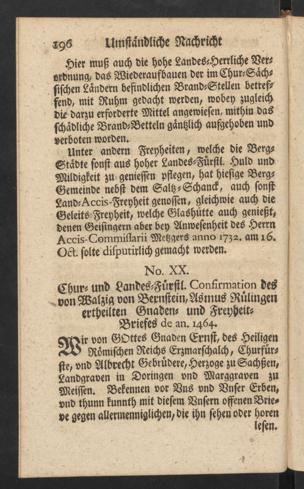 196 Umständliche Nachricht
Hier muß auch die hohe Landes-Herrliche Ver-
ordnung, das Wiederaufbauen der im Chur-Säch-
sischen Ländern befindlichen Brand-Stellen betref-
fend, mit Ruhm gedacht werden, wobey zugleich
die darzu erforderte Mittel angewiesen, mithin das
schädliche Brand-Betteln gäntzlich aufgehoben und
verboten worden.
Unter andern Freyheiten, welche die Berg-
Städte sonst aus hoher Landes-Fürstl. Huld und
Mildigkeit zu geniessen pflegen, hat hiesige Berg-
Gemeinde nebst dem Saltz-Schanck, auch sonst
Land-Accis-Freyheit genossen, gleichwie auch die
Geleits-Freyheit, welche Glashütte auch genießt,
denen Geisingern aber bey Anwesenheit des Herrn
Accis-Commissarii Metzgers anno 1732. am 16.
Oct. solte disputirlich gemacht werden.
No. XX.
Chur- und Landes-Fürstl. Confirmation des
von Walzig von Bernstein, Asmus Rülingen
ertheilten Gnaden- und Freyheit-
Briefes de an. 1464.
Wir von GOttes Gnaden Ernst, des Heiligen
Römischen Reichs Erzmarschalch, Churfür-
ste, und Albrecht Gebrüdere, Herzoge zu Sachßen,
Landgraven in Doringen und Marggraven zu
Meissen. Bekennen vor Vns vnd Vnser Erben,
vnd thunn kunnth mit diesem Vnsern offenen Brie-
ve gegen allermenniglichen, die ihn sehen oder horen
lesen.